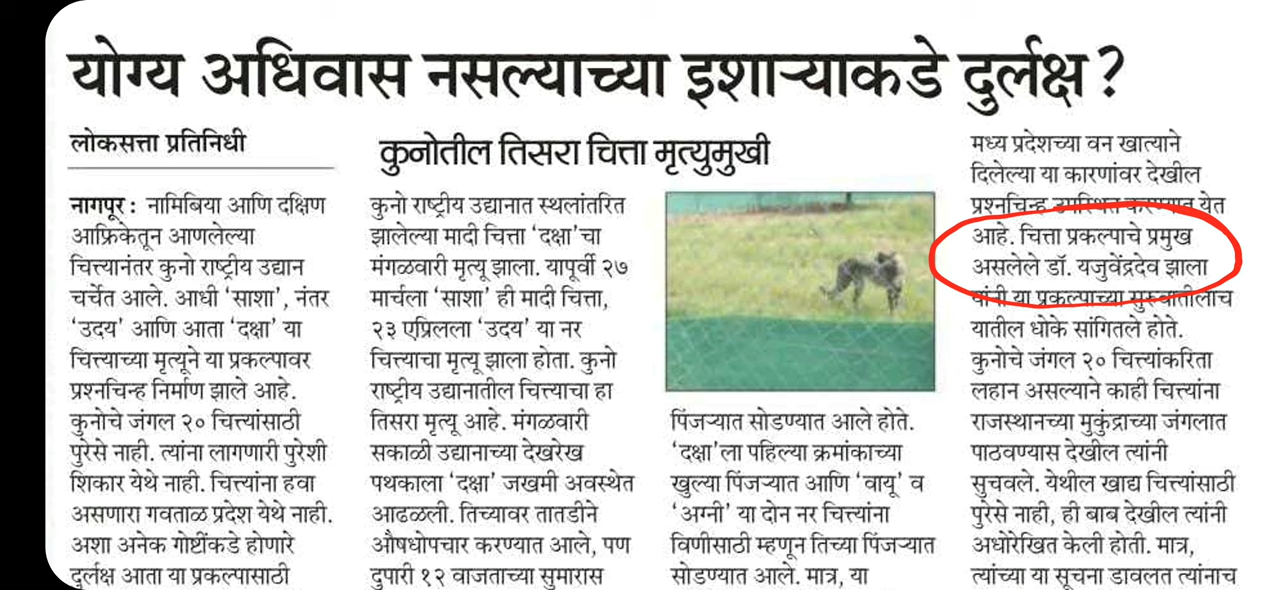 योग्य अधिवास नसल्याच्या इशाऱ्याकडे दुर्लक्ष?
लोकसत्ता प्रतिनिधी
कुनोतील तिसरा चित्ता मृत्युमुखी
नागपूर : नामिबिया आणि दक्षिण
आफ्रिकेतून आणलेल्या
चित्त्यानंतर कुनो राष्ट्रीय उद्यान
चर्चेत आले. आधी ‘साशा’, नंतर
‘उदय’ आणि आता ‘दक्षा’ या
चित्त्याच्या मृत्यूने या प्रकल्पावर
प्रश्नचिन्ह निर्माण झाले आहे.
कुनोचे जंगल २० चित्त्यांसाठी
पुरेसे नाही. त्यांना लागणारी पुरेशी
शिकार येथे नाही. चित्त्यांना हवा
असणारा गवताळ प्रदेश येथे नाही.
अशा अनेक गोष्टींकडे होणारे
दुर्लक्ष आता या प्रकल्पासाठी
कुनो राष्ट्रीय उद्यानात स्थलांतरित
झालेल्या मादी चित्ता ‘दक्षा’चा
मंगळवारी मृत्यू झाला. यापूर्वी २७
मार्चला ‘साशा’ ही मादी चित्ता,
२३ एप्रिलला ‘उदय’ या नर
चित्त्याचा मृत्यू झाला होता. कुनो
राष्ट्रीय उद्यानातील चित्त्याचा हा
तिसरा मृत्यू आहे. मंगळवारी
सकाळी उद्यानाच्या देखरेख
पथकाला ‘दक्षा’ जखमी अवस्थेत
आढळली. तिच्यावर तातडीने
औषधोपचार करण्यात आले, पण
दुपारी १२ वाजताच्या सुमारास
पिंजऱ्यात सोडण्यात आले होते.
‘दक्षा’ला पहिल्या क्रमांकाच्या
खुल्या पिंजऱ्यात आणि ‘वायू’ व
‘अग्नी’ या दोन नर चित्त्यांना
विणीसाठी म्हणून तिच्या पिंजऱ्यात
सोडण्यात आले. मात्र, या
मध्य प्रदेशच्या वन खात्याने
दिलेल्या या कारणांवर देखील
प्रश्नचिन्ह उपस्थित करण्यात येत
आहे. चित्ता प्रकल्पाचे प्रमुख
असलेले डॉ. यजुवेंद्रदेव झाला
यांनी या प्रकल्पाच्या सुरुवातीलाच
यातील धोके सांगितले होते.
कुनोचे जंगल २० चित्त्यांकरिता
लहान असल्याने काही चित्त्यांना
राजस्थानच्या मुकुंद्राच्या जंगलात
पाठवण्यास देखील त्यांनी
सुचवले. येथील खाद्य चित्त्यांसाठी
पुरेसे नाही, ही बाब देखील त्यांनी
अधोरेखित केली होती. मात्र,
त्यांच्या या सूचना डावलत त्यांनाच